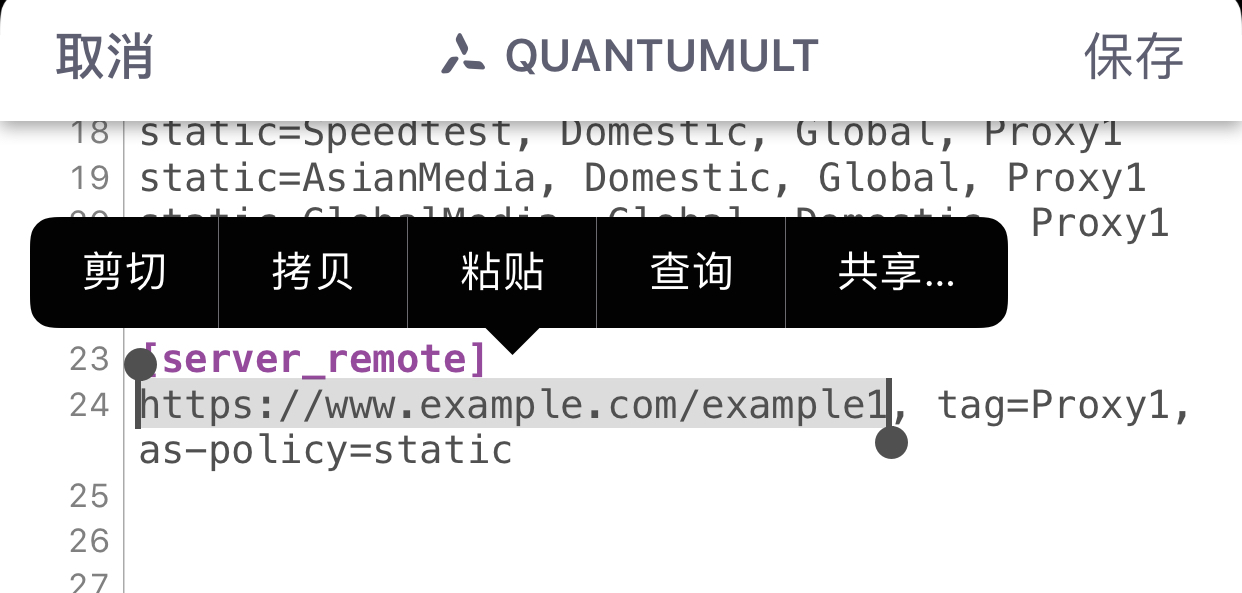 取消
QUANTUMULT
保存
18 static=Speedtest, Domestic, Global, Proxy1
19 static=AsianMedia, Domestic, Global, Proxy1
static=GlobalMedia, Global, Domestic, Proxy1
剪切 拷贝 粘贴 查询 共享...
23 [server_remote]
24 https://www.example.com/example1, tag=Proxy1,
as-policy=static
25
26
27